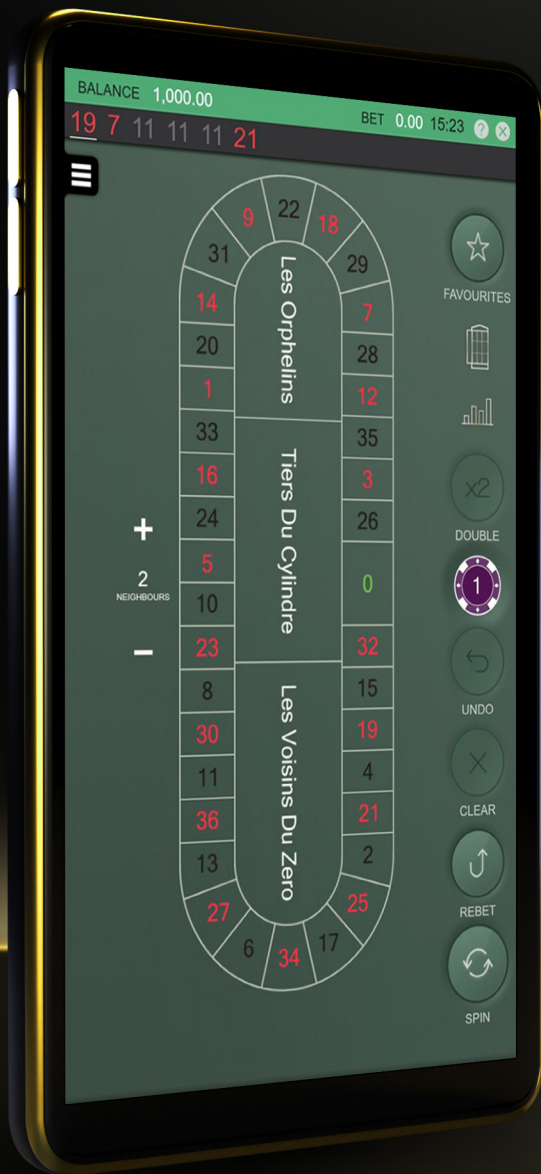 BALANCE 1,000.00
BET 0.00 15:23 ?
19 7 11 11 11 21
22
9
18
31
29
14
7
20
28
1
12
33
35
16
3
24
26
5
0
10
23
32
8
15
30
19
11
4
36
21
13
2
27
25
6
17
34
Les Orphelins
Tiers Du Cylindre
Les Voisins Du Zero
+
2
NEIGHBOURS
−
FAVOURITES
x2
DOUBLE
1
UNDO
CLEAR
REBET
SPIN